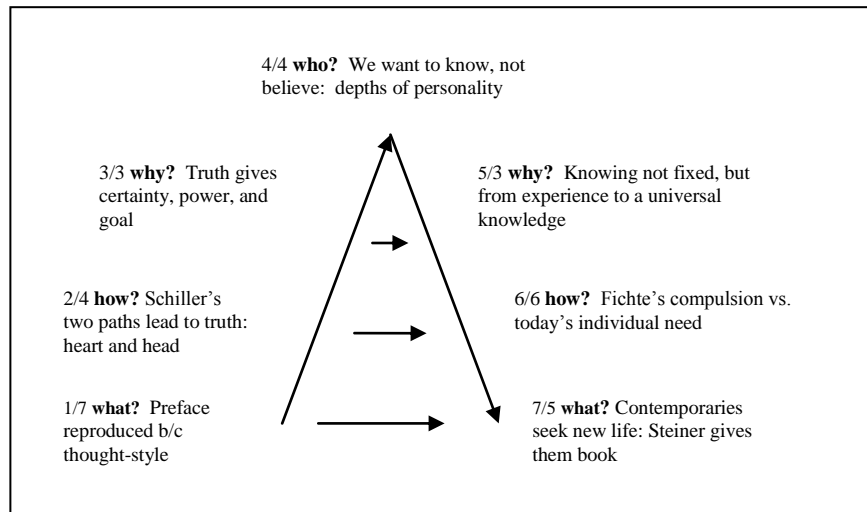 4/4 who? We want to know, not
believe: depths of personality
3/3 why? Truth gives
certainty, power, and
goal
5/3 why? Knowing not fixed, but
from experience to a universal
knowledge
2/4 how? Schiller's
two paths lead to truth:
heart and head
6/6 how? Fichte's compulsion vs.
today's individual need
1/7 what? Preface
reproduced b/c
thought-style
7/5 what? Contemporaries
seek new life: Steiner gives
them book